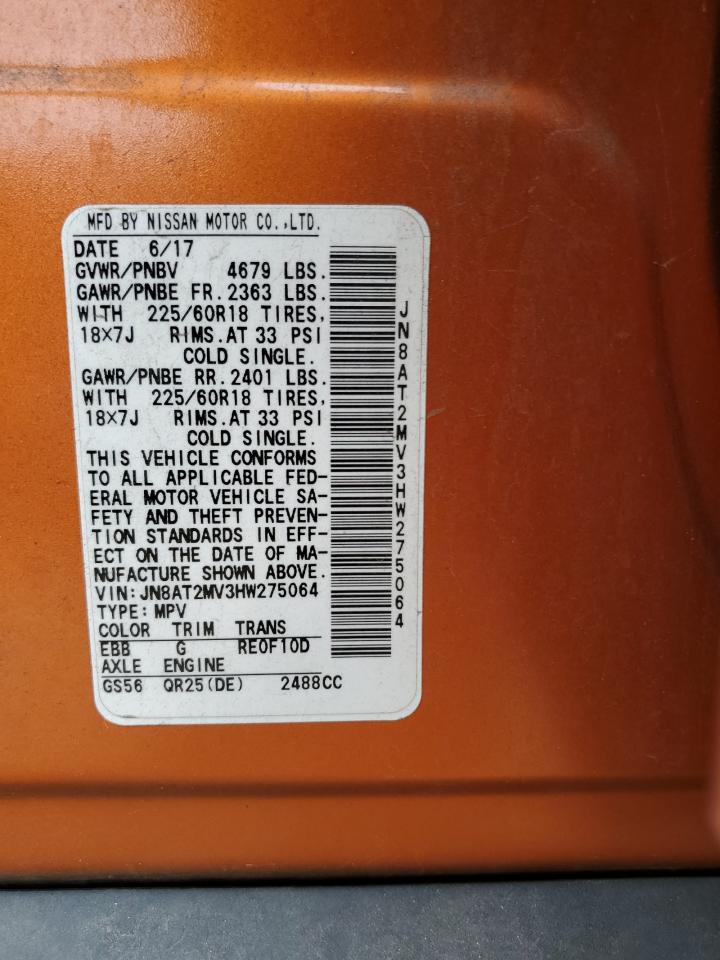 MFD BY NISSAN MOTOR CO.,LTD.
DATE 6/17
GVWR/PNBV 4679 LBS.
GAWR/PNBE FR.2363 LBS.
WITH 225/60R18 TIRES,
18×7J RIMS.AT 33 PSI
COLD SINGLE.
GAWR/PNBE RR.2401 LBS.
WITH 225/60R18 TIRES,
18×7J RIMS.AT 33 PSI
COLD SINGLE.
THIS VEHICLE CONFORMS
TO ALL APPLICABLE FED-
ERAL MOTOR VEHICLE SA-
FETY AND THEFT PREVEN-
TION STANDARDS IN EFF-
ECT ON THE DATE OF MA-
NUFACTURE SHOWN ABOVE.
VIN:JN8AT2MV3HW275064
TYPE:MPV
COLOR TRIM TRANS
EBB G RE0F10D
AXLE ENGINE
GS56 QR25(DE) 2488CC
JN8AT2MV3HW275064